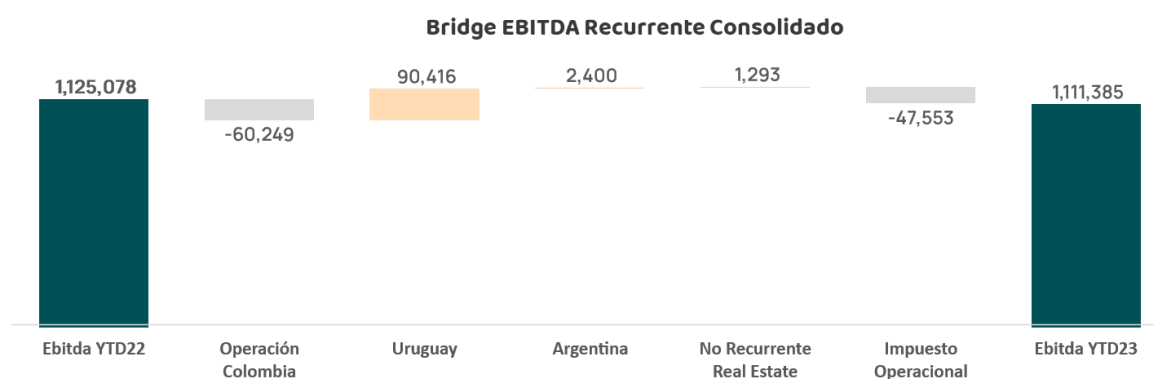 Bridge EBITDA Recurrente Consolidado
1,125,078
-60,249
90,416
2,400
1,293
-47,553
1,111,385
Ebitda YTD22
Operación
Colombia
Uruguay
Argentina
No Recurrente
Real Estate
Impuesto
Operacional
Ebitda YTD23